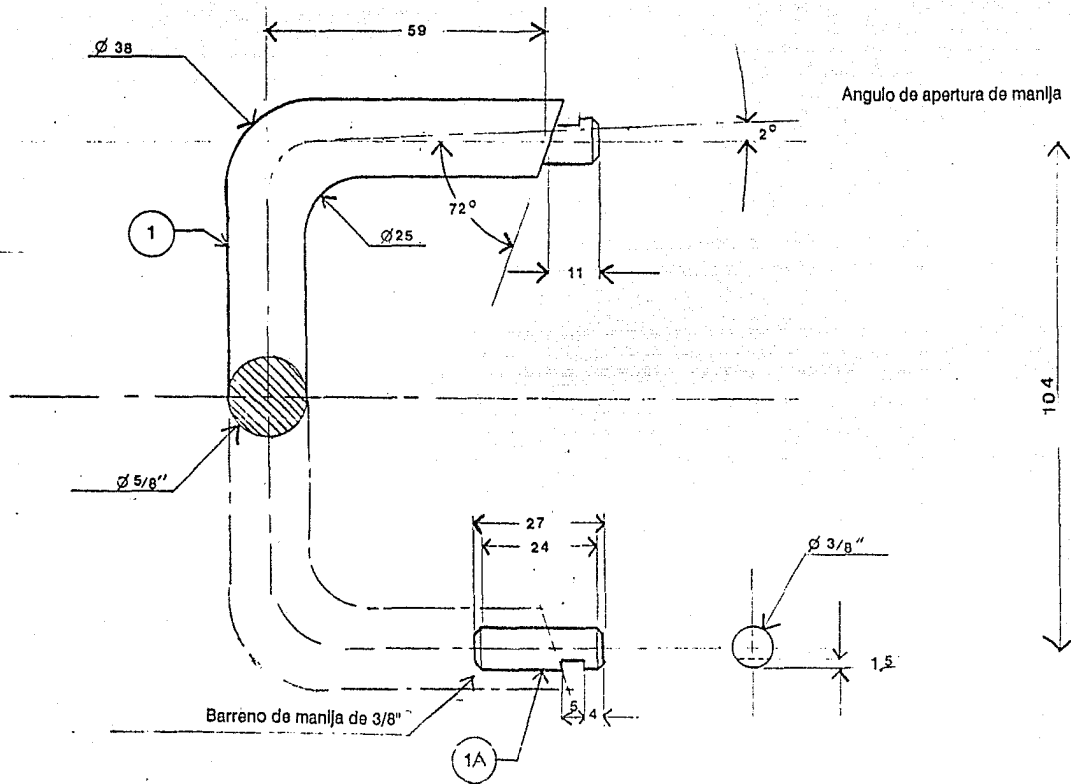 59
Ø 38
Angulo de apertura de manija
2°
72°
1
Ø25
11
104
Ø 5/8"
27
24
Ø 3/8"
1,5
5
4
Barreno de manija de 3/8"
1A